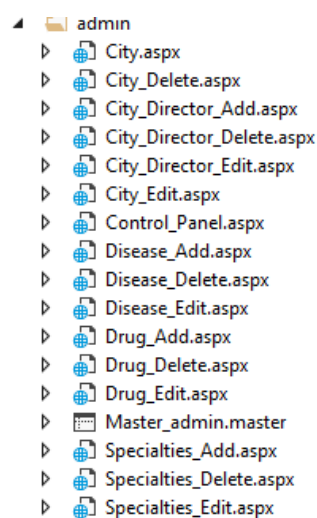 admin
City.aspx
City_Delete.aspx
City_Director_Add.aspx
City_Director_Delete.aspx
City_Director_Edit.aspx
City_Edit.aspx
Control_Panel.aspx
Disease_Add.aspx
Disease_Delete.aspx
Disease_Edit.aspx
Drug_Add.aspx
Drug_Delete.aspx
Drug_Edit.aspx
Master_admin.master
Specialties_Add.aspx
Specialties_Delete.aspx
Specialties_Edit.aspx